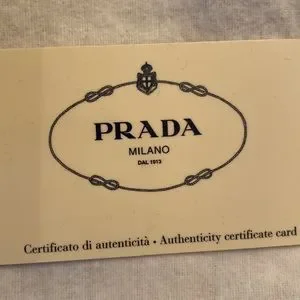 PRADA
MILANO
DAL 1913
Certificato di autenticità • Authenticity certificate card